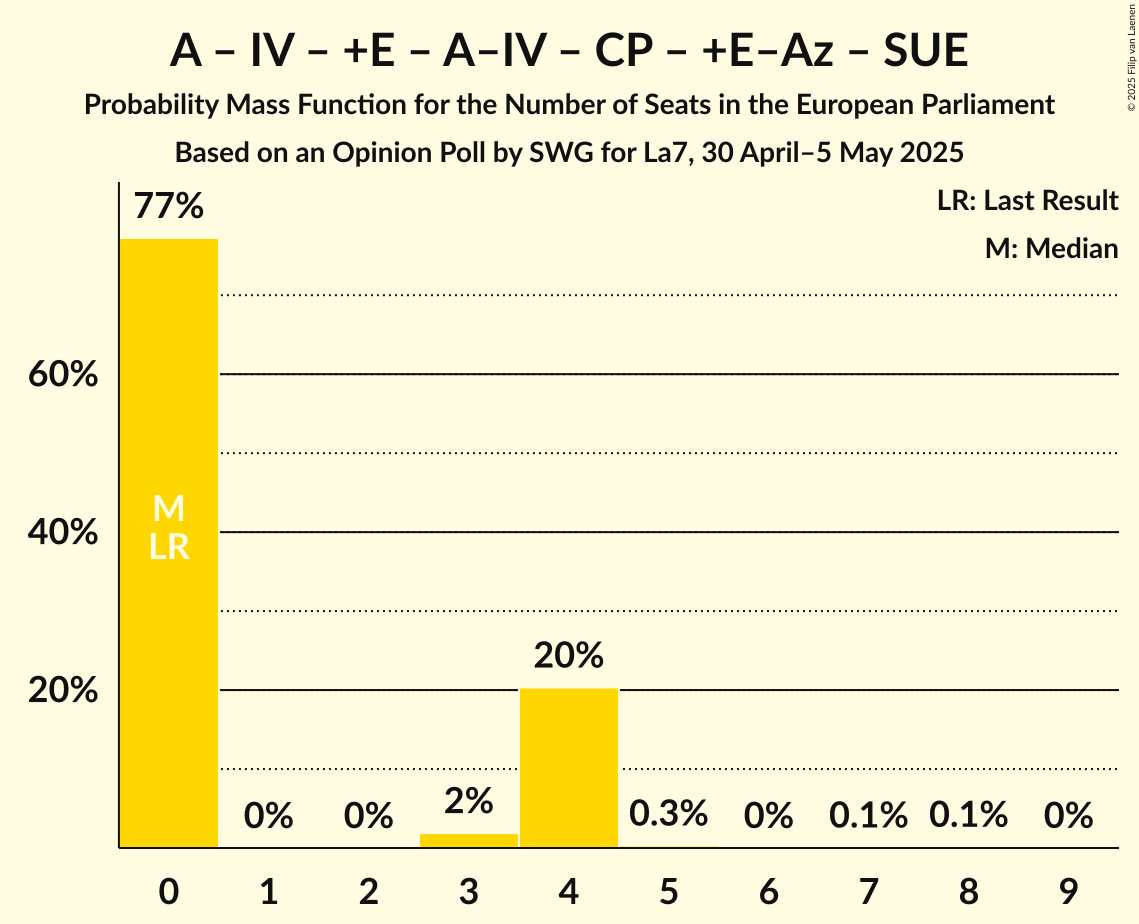 A – IV – +E – A–IV – CP – +E–Az – SUE
Probability Mass Function for the Number of Seats in the European Parliament
Based on an Opinion Poll by SWG for La7, 30 April–5 May 2025
© 2025 Filip van Laenen
LR: Last Result
M: Median
77%
60%
40%
20%
M
LR
0%
0%
2%
20%
0.3%
0%
0.1%
0.1%
0%
0
1
2
3
4
5
6
7
8
9